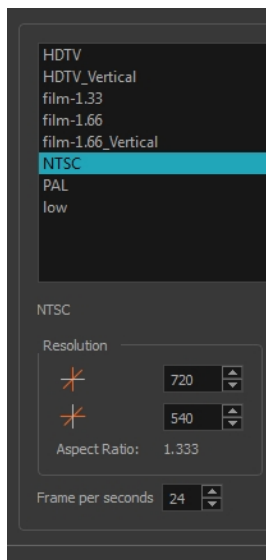 HDTV
HDTV_Vertical
film-1.33
film-1.66
film-1.66_Vertical
NTSC
PAL
low
NTSC
Resolution
720
540
Aspect Ratio: 1.333
Frame per seconds 24